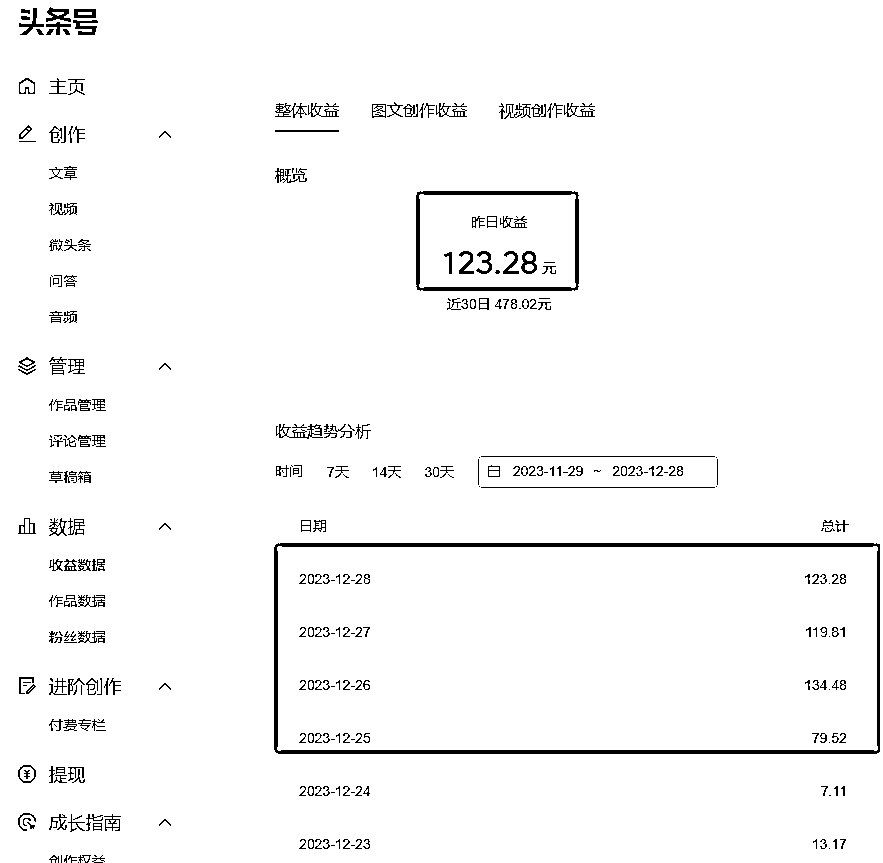 头条号
主页
创作
文章
视频
微头条
问答
音频
管理
作品管理
评论管理
草稿箱
数据
收益数据
作品数据
粉丝数据
进阶创作
付费专栏
提现
成长指南
创作权益
整体收益 图文创作收益 视频创作收益
概览
昨日收益
123.28 元
近30日 478.02元
收益趋势分析
时间 7天 14天 30天 2023-11-29 ~ 2023-12-28
日期 总计
2023-12-28 123.28
2023-12-27 119.81
2023-12-26 134.48
2023-12-25 79.52
2023-12-24 7.11
2023-12-23 13.17